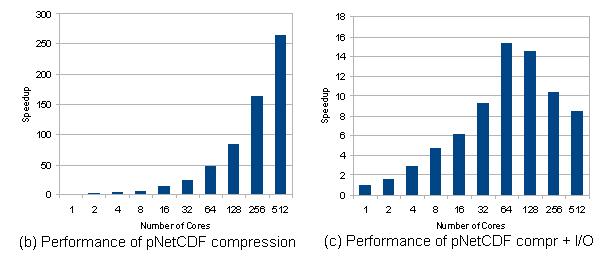 300
250
200
150
100
50
0
Speedup
1 2 4 8 16 32 64 128 256 512
Number of Cores
(b) Performance of pNetCDF compression
18
16
14
12
10
8
6
4
2
0
Speedup
1 2 4 8 16 32 64 128 256 512
Number of Cores
(c) Performance of pNetCDF compr + I/O